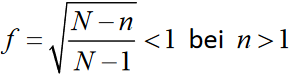 f = √((N − n)/(N − 1)) < 1 bei n > 1